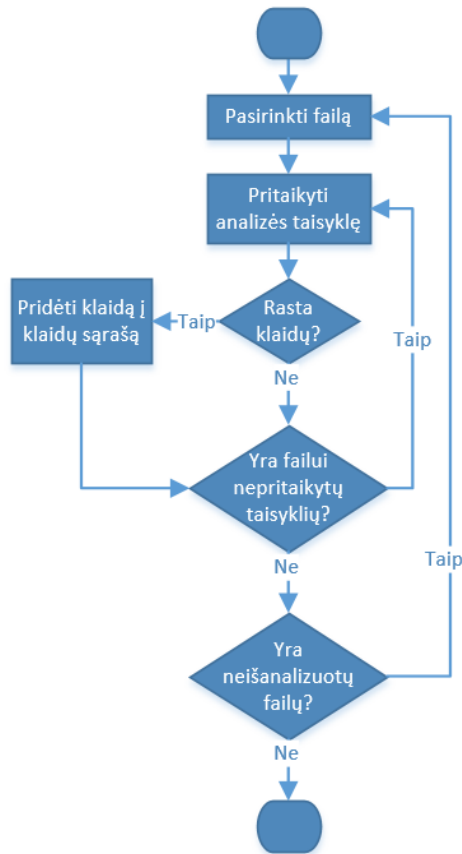 Pasirinkti failą
Pritaikyti
analizės taisyklę
Rasta
klaidų?
Taip
Pridėti klaidą į
klaidų sąrašą
Ne
Yra failui
nepritaikytų
taisyklių?
Taip
Ne
Yra
neišanalizuotų
failų?
Taip
Ne